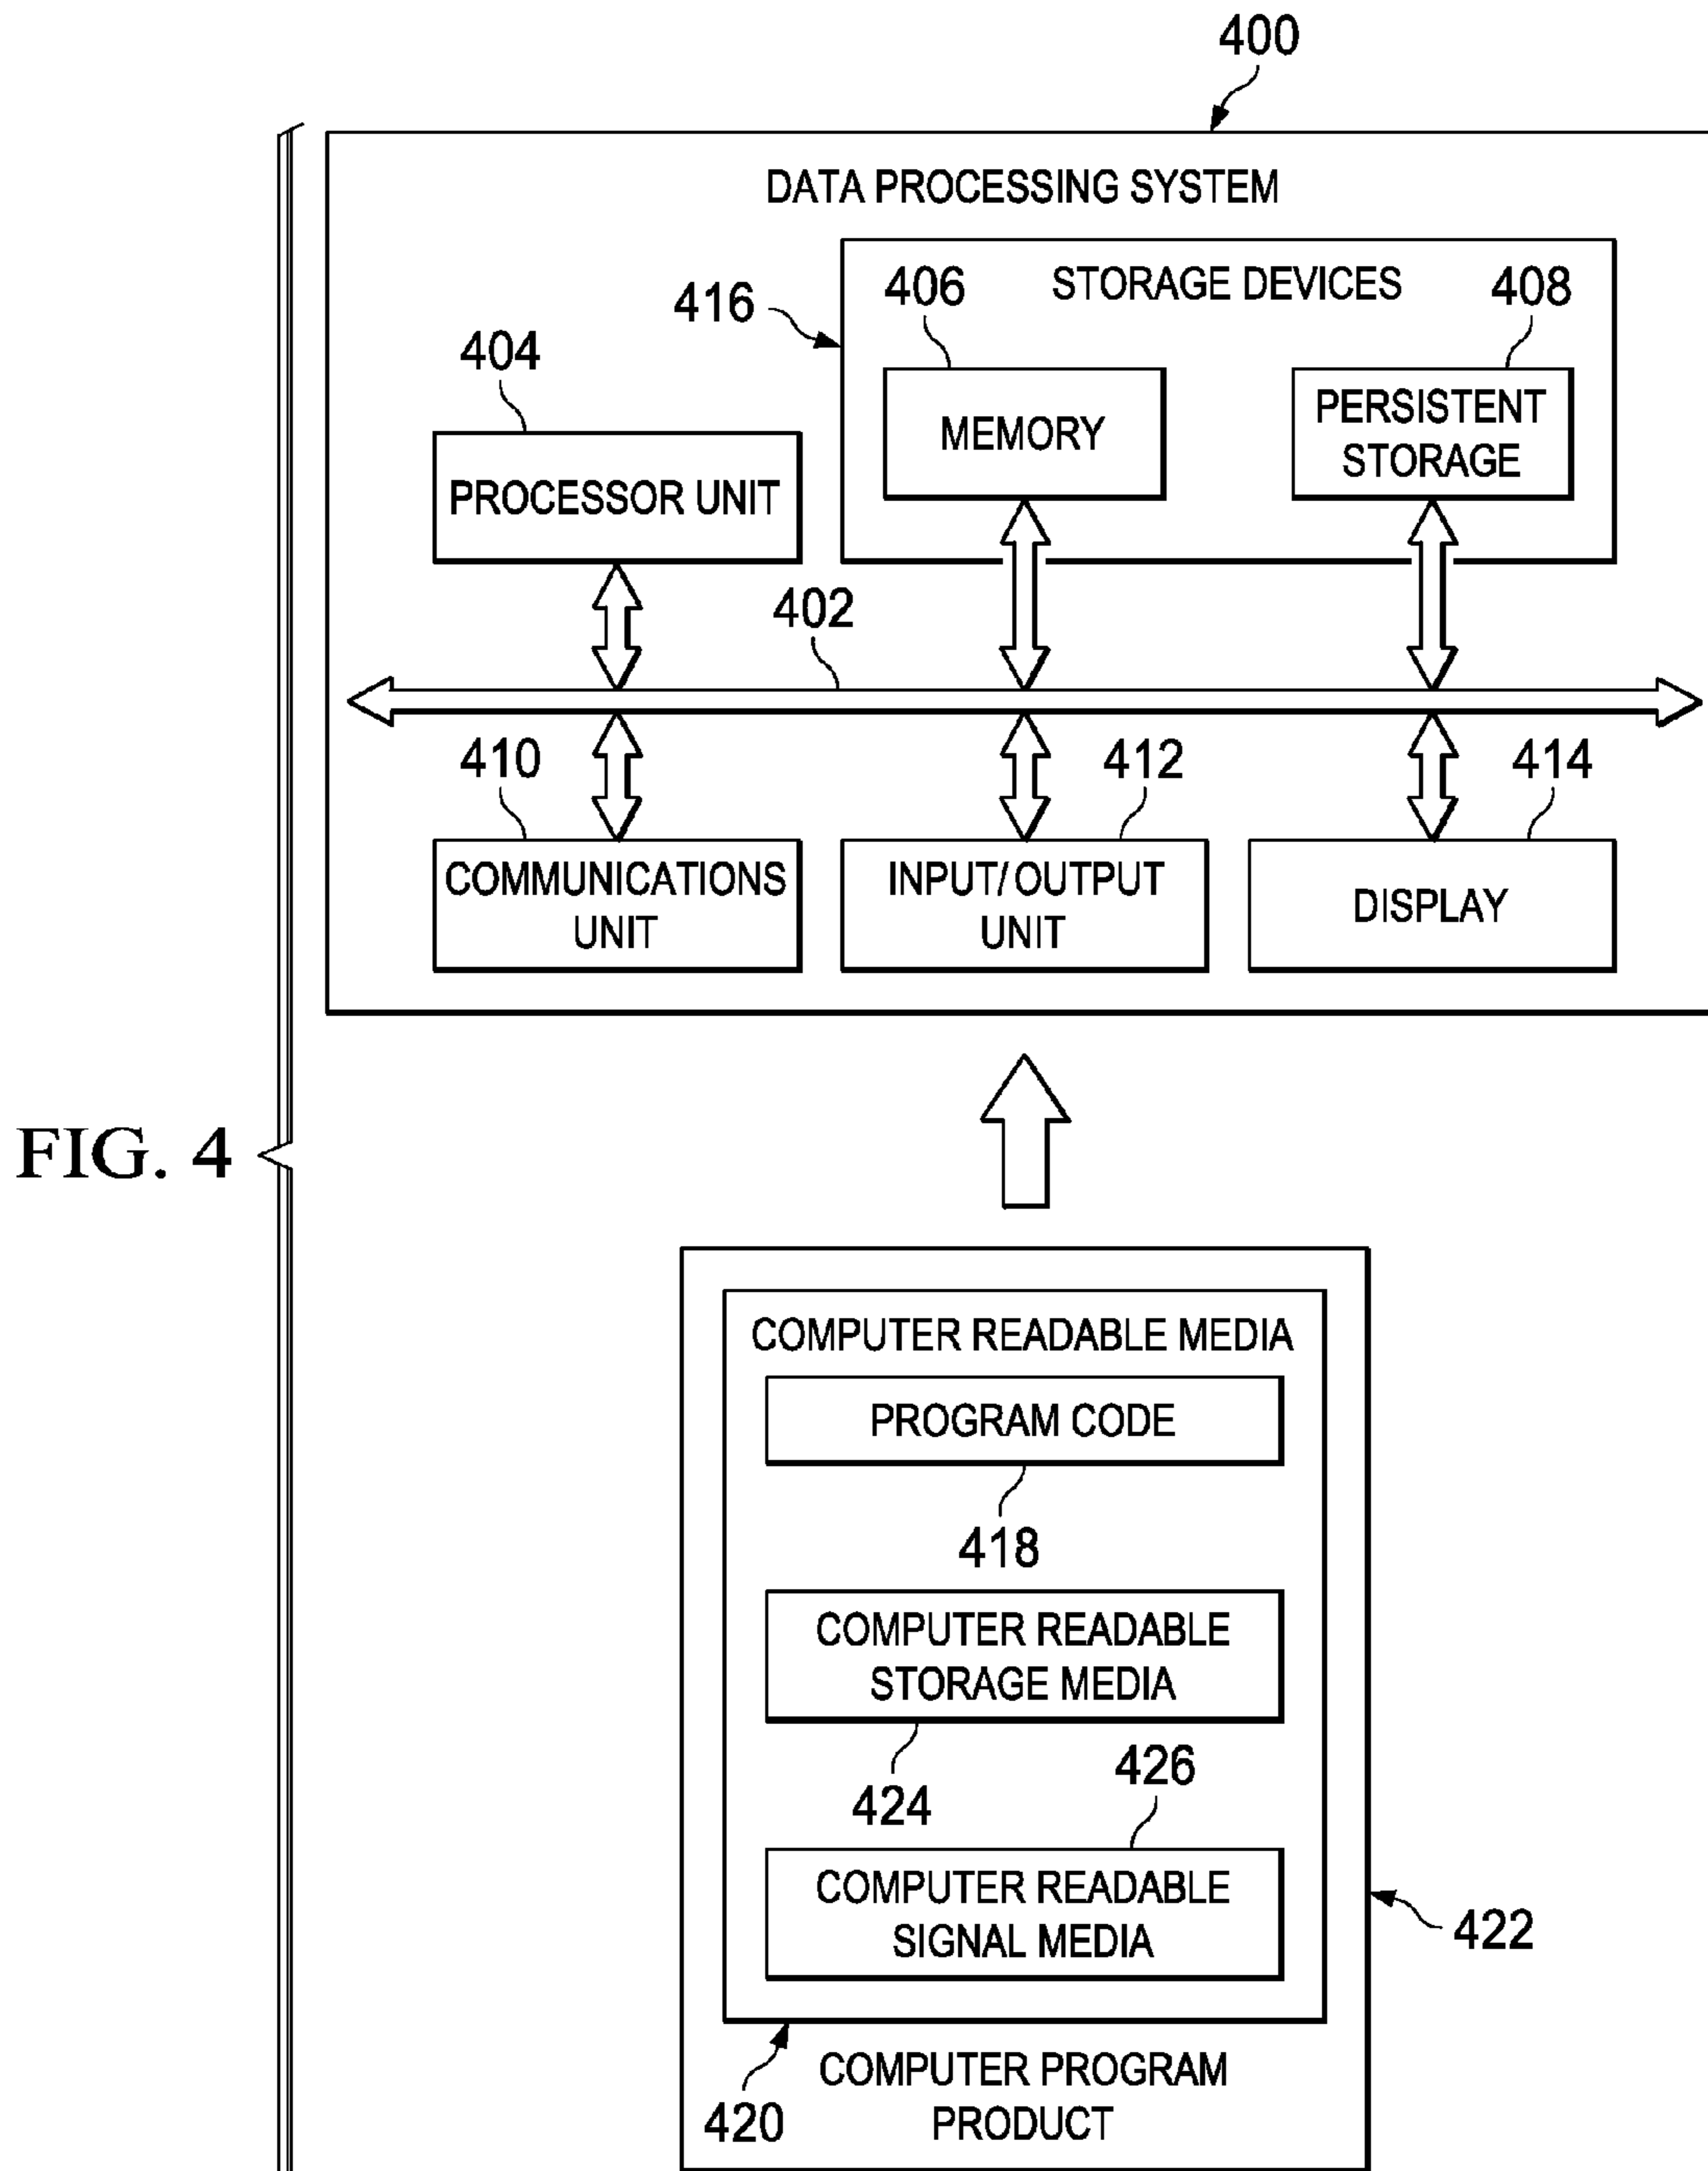 400
DATA PROCESSING SYSTEM
416
406
STORAGE DEVICES
408
404
MEMORY
PERSISTENT
STORAGE
PROCESSOR UNIT
402
410
412
414
COMMUNICATIONS
UNIT
INPUT/OUTPUT
UNIT
DISPLAY
FIG. 4
COMPUTER READABLE MEDIA
PROGRAM CODE
418
COMPUTER READABLE
STORAGE MEDIA
424
426
COMPUTER READABLE
SIGNAL MEDIA
422
420
COMPUTER PROGRAM
PRODUCT